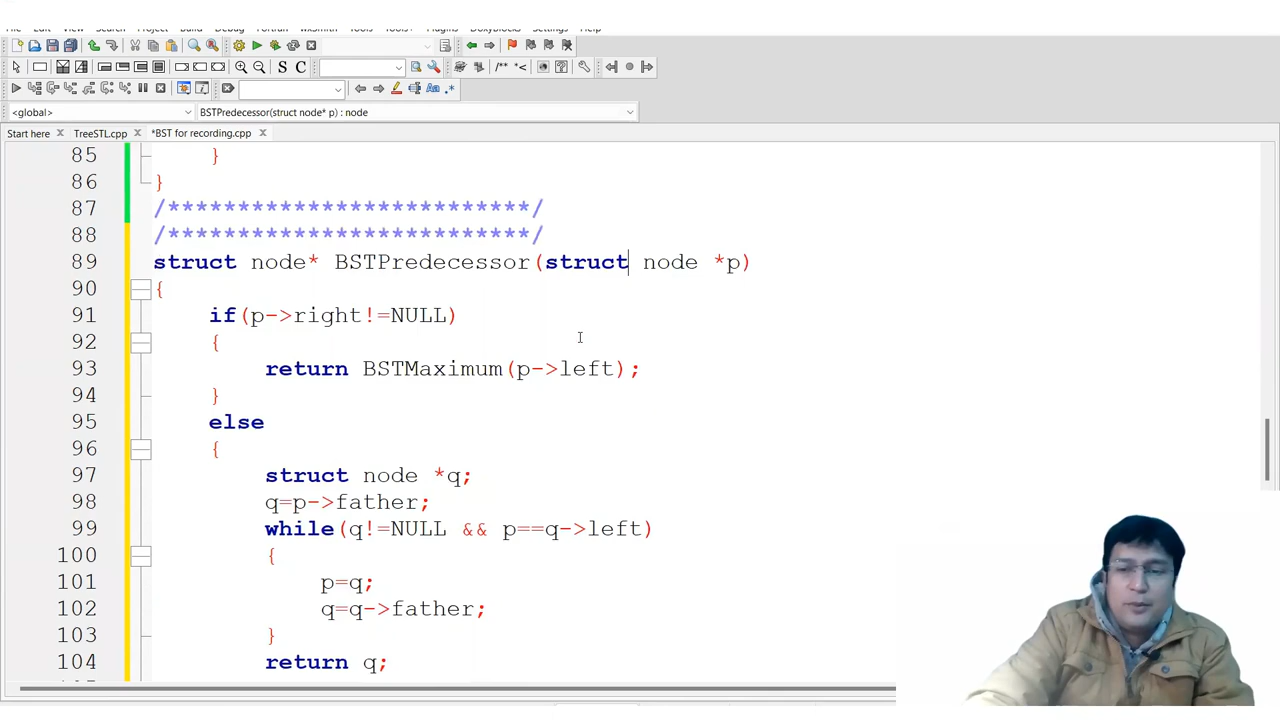 <global>
BSTPredecessor(struct node* p) : node
Start here
TreeSTL.cpp
*BST for recording.cpp
85 }
86 }
87 /**************************/
88 /**************************/
89 struct node* BSTPredecessor(struct node *p)
90 {
91 if(p->right!=NULL)
92 {
93 return BSTMaximum(p->left);
94 }
95 else
96 {
97 struct node *q;
98 q=p->father;
99 while(q!=NULL && p==q->left)
100 {
101 p=q;
102 q=q->father;
103 }
104 return q;